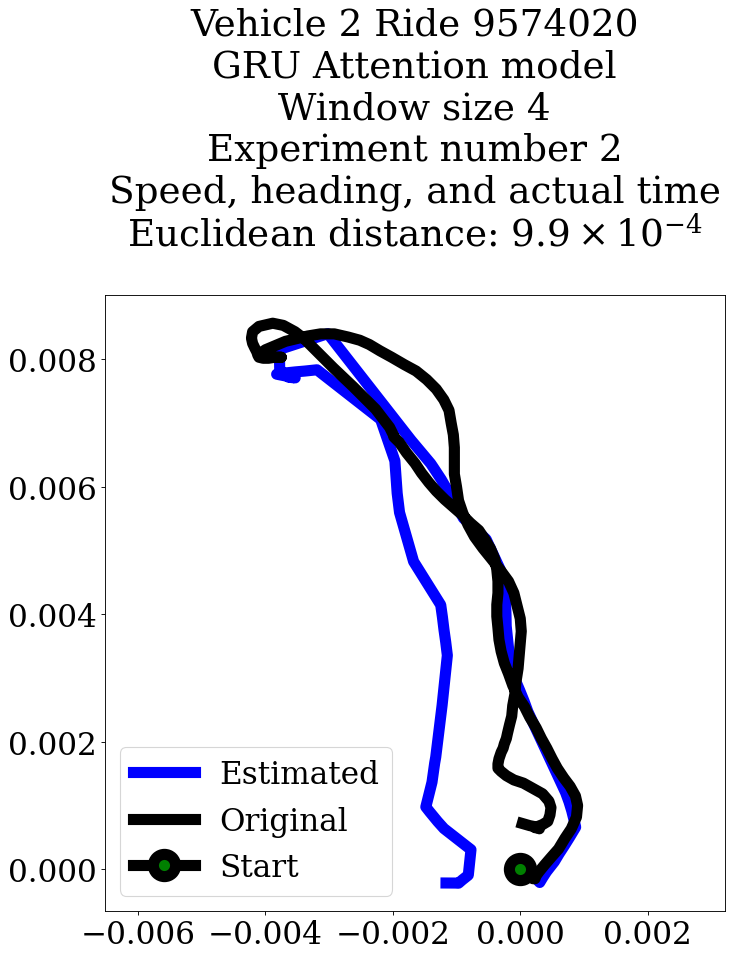 Vehicle 2 Ride 9574020
GRU Attention model
Window size 4
Experiment number 2
Speed, heading, and actual time
Euclidean distance: 9.9 × 10⁻⁴
0.008
0.006
0.004
0.002
0.000
Estimated
Original
Start
−0.006 −0.004 −0.002 0.000 0.002